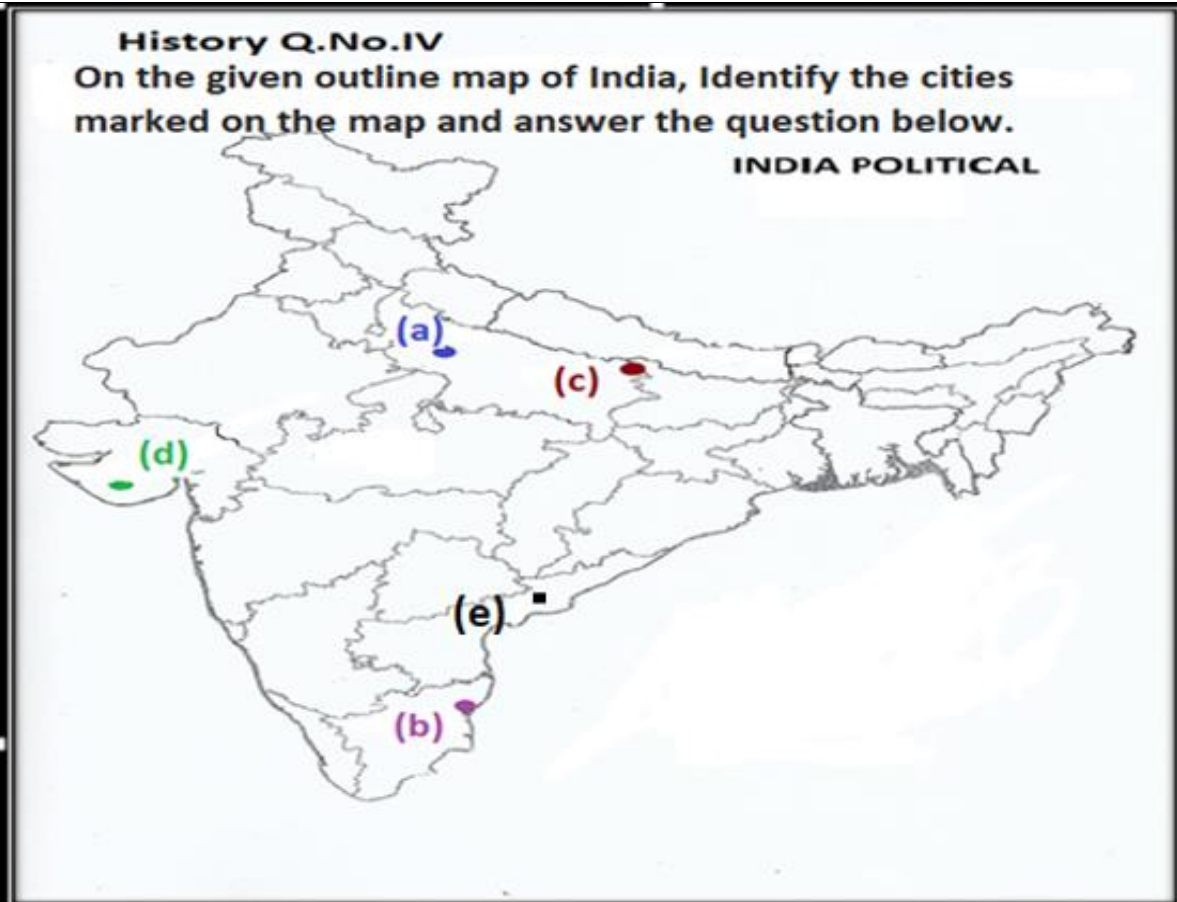 History Q.No.IV
On the given outline map of India, Identify the cities
marked on the map and answer the question below.
INDIA POLITICAL
(a)
(c)
(d)
(e)
(b)